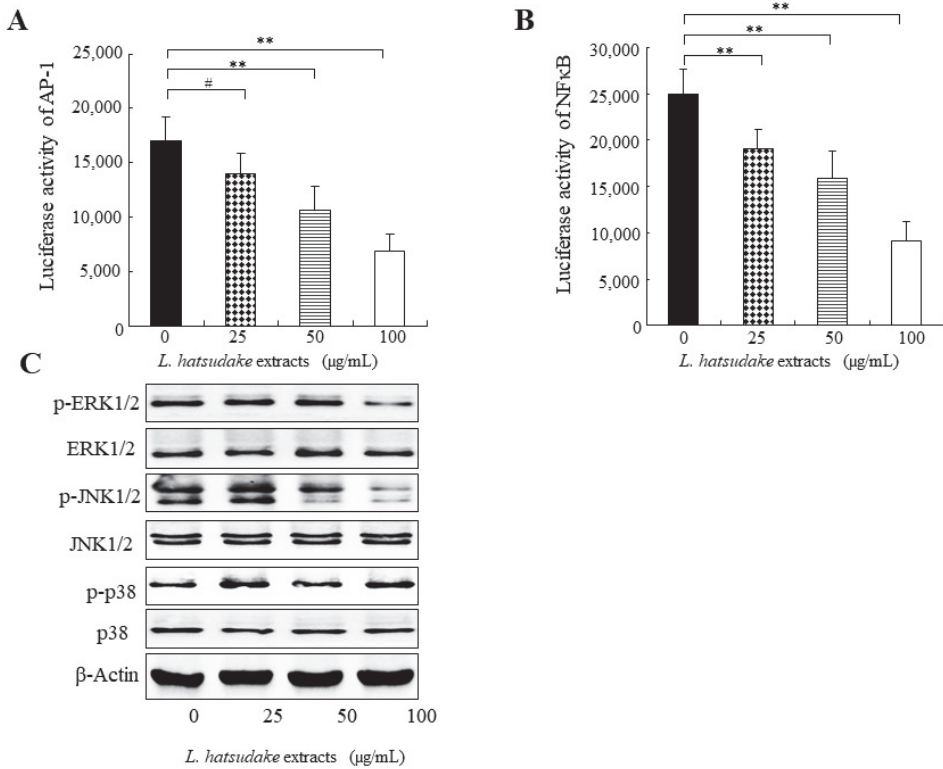 A
Luciferase activity of AP-1
25,000
20,000
15,000
10,000
5,000
0
**
**
#
0 25 50 100
L. hatsudake extracts (µg/mL)
B
Luciferase activity of NFκB
30,000
25,000
20,000
15,000
10,000
5,000
0
**
**
**
0 25 50 100
L. hatsudake extracts (µg/mL)
C
p-ERK1/2
ERK1/2
p-JNK1/2
JNK1/2
p-p38
p38
β-Actin
0 25 50 100
L. hatsudake extracts (µg/mL)